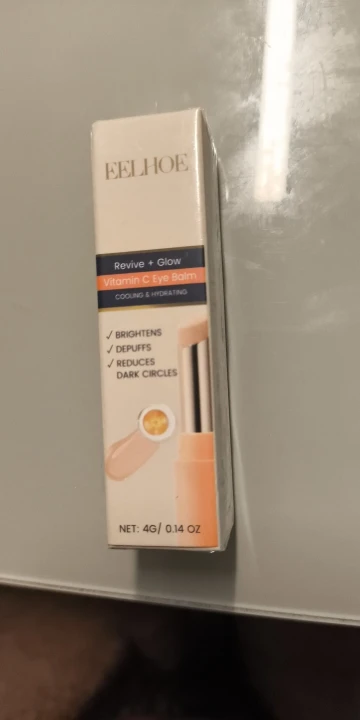 EELHOE
Revive + Glow
Vitamin C Eye Balm
COOLING & HYDRATING
✓ BRIGHTENS
✓ DEPUFFS
✓ REDUCES
DARK CIRCLES
NET: 4G/ 0.14 OZ